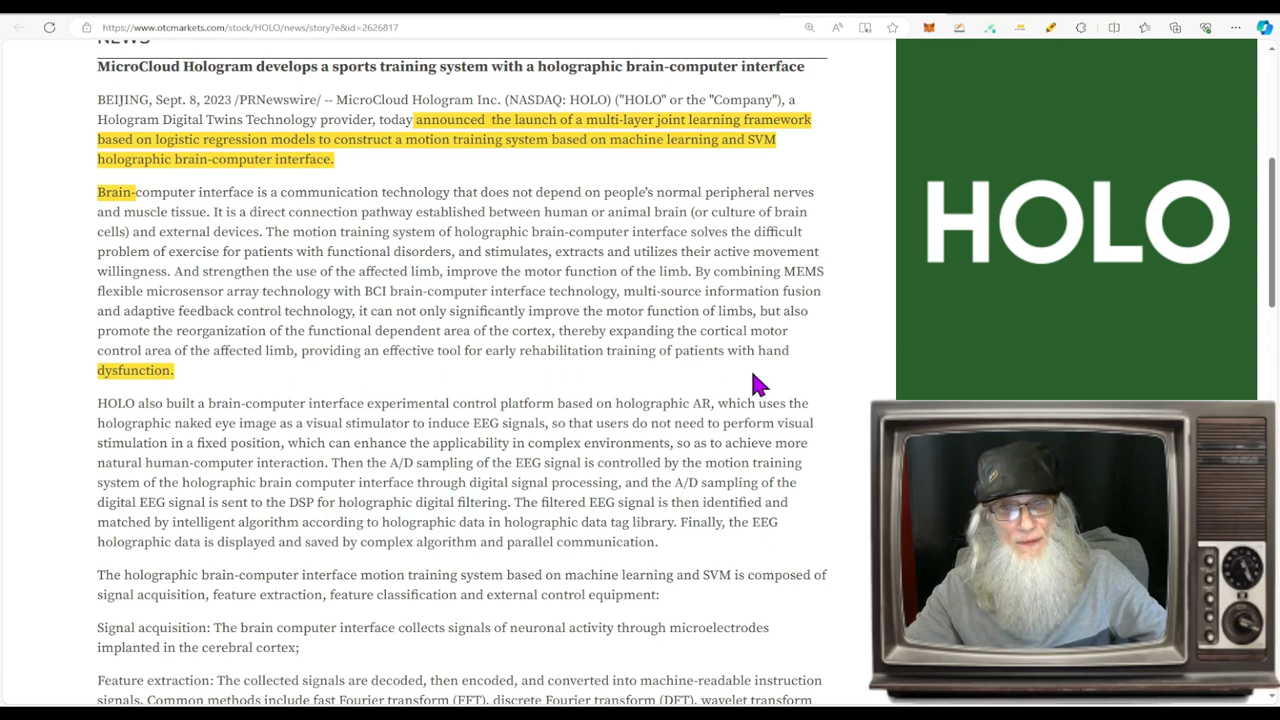 https://www.otcmarkets.com/stock/HOLO/news/story?e&id=2626817
NEWS
MicroCloud Hologram develops a sports training system with a holographic brain-computer interface
BEIJING, Sept. 8, 2023 /PRNewswire/ -- MicroCloud Hologram Inc. (NASDAQ: HOLO) ("HOLO" or the "Company"), a
Hologram Digital Twins Technology provider, today announced the launch of a multi-layer joint learning framework
based on logistic regression models to construct a motion training system based on machine learning and SVM
holographic brain-computer interface.
Brain-computer interface is a communication technology that does not depend on people's normal peripheral nerves
and muscle tissue. It is a direct connection pathway established between human or animal brain (or culture of brain
cells) and external devices. The motion training system of holographic brain-computer interface solves the difficult
problem of exercise for patients with functional disorders, and stimulates, extracts and utilizes their active movement
willingness. And strengthen the use of the affected limb, improve the motor function of the limb. By combining MEMS
flexible microsensor array technology with BCI brain-computer interface technology, multi-source information fusion
and adaptive feedback control technology, it can not only significantly improve the motor function of limbs, but also
promote the reorganization of the functional dependent area of the cortex, thereby expanding the cortical motor
control area of the affected limb, providing an effective tool for early rehabilitation training of patients with hand
dysfunction.
HOLO also built a brain-computer interface experimental control platform based on holographic AR, which uses the
holographic naked eye image as a visual stimulator to induce EEG signals, so that users do not need to perform visual
stimulation in a fixed position, which can enhance the applicability in complex environments, so as to achieve more
natural human-computer interaction. Then the A/D sampling of the EEG signal is controlled by the motion training
system of the holographic brain computer interface through digital signal processing, and the A/D sampling of the
digital EEG signal is sent to the DSP for holographic digital filtering. The filtered EEG signal is then identified and
matched by intelligent algorithm according to holographic data in holographic data tag library. Finally, the EEG
holographic data is displayed and saved by complex algorithm and parallel communication.
The holographic brain-computer interface motion training system based on machine learning and SVM is composed of
signal acquisition, feature extraction, feature classification and external control equipment:
Signal acquisition: The brain computer interface collects signals of neuronal activity through microelectrodes
implanted in the cerebral cortex;
Feature extraction: The collected signals are decoded, then encoded, and converted into machine-readable instruction
signals. Common methods include fast Fourier transform (FFT), discrete Fourier transform (DFT), wavelet transform
HOLO